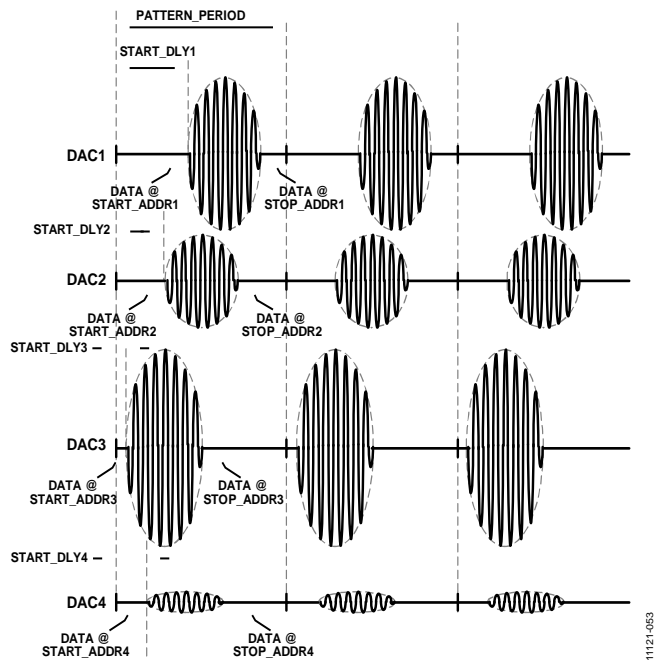 PATTERN_PERIOD
START_DLY1
DAC1
DATA @
START_ADDR1
DATA @
STOP_ADDR1
START_DLY2
DAC2
DATA @
START_ADDR2
DATA @
STOP_ADDR2
START_DLY3
DAC3
DATA @
START_ADDR3
DATA @
STOP_ADDR3
START_DLY4
DAC4
DATA @
START_ADDR4
DATA @
STOP_ADDR4
11121-053